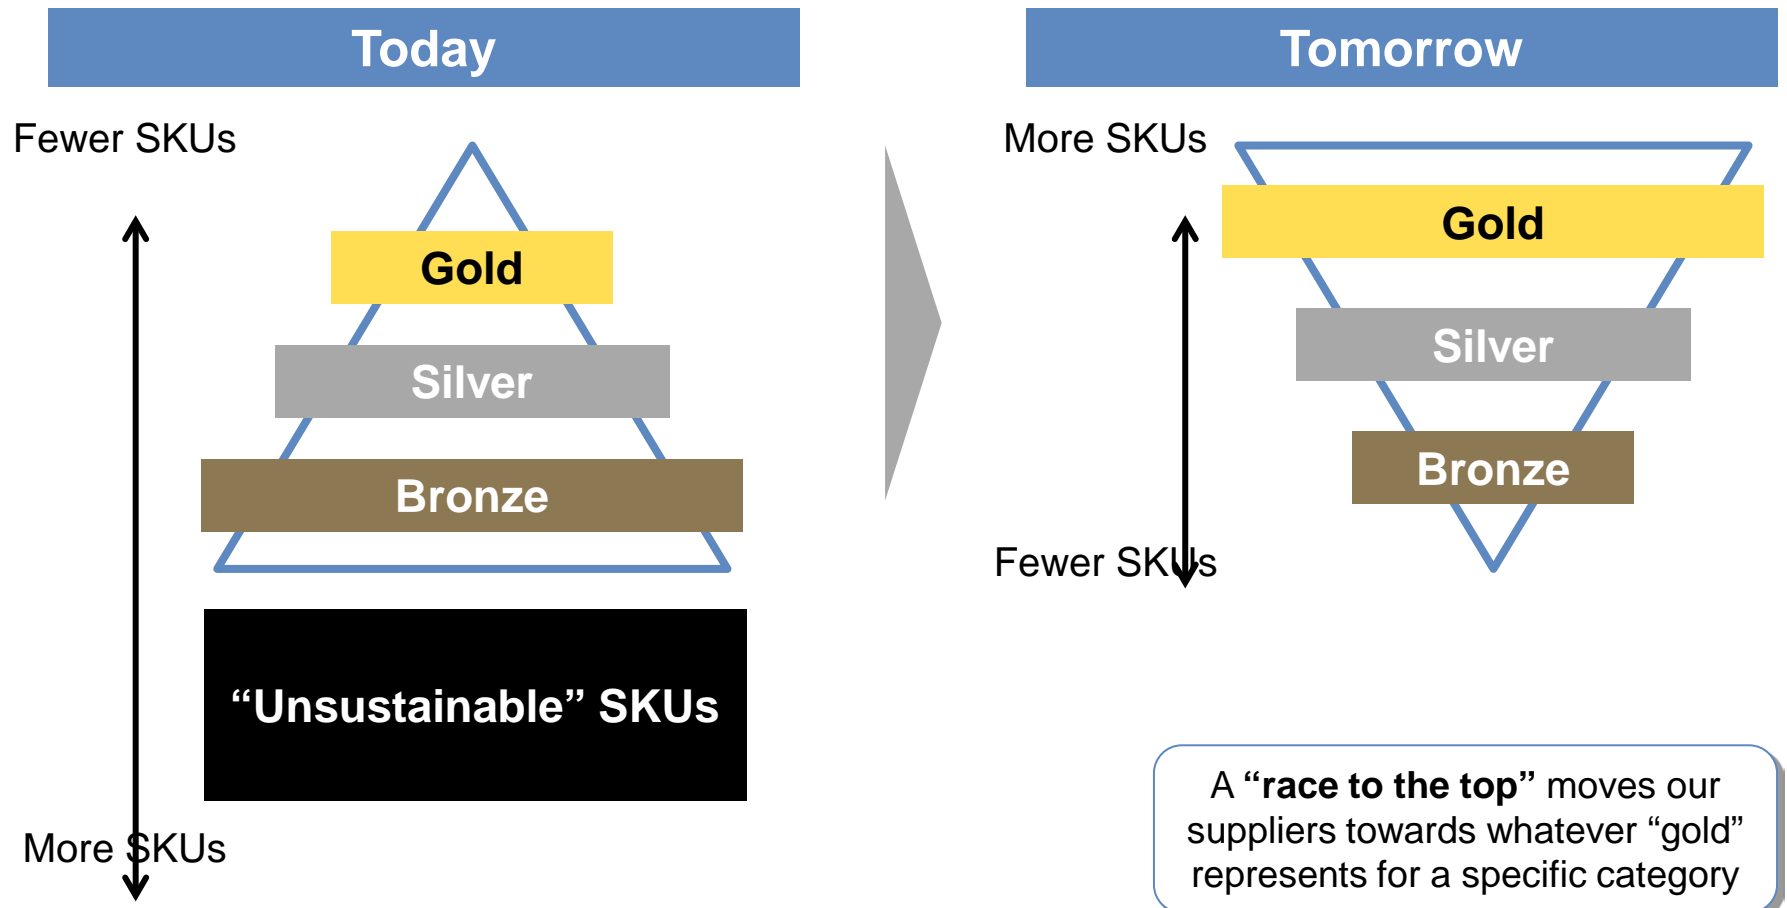 Today
Fewer SKUs
Gold
Silver
Bronze
“Unsustainable” SKUs
More SKUs
Tomorrow
More SKUs
Gold
Silver
Bronze
Fewer SKUs
A “race to the top” moves our
suppliers towards whatever “gold”
represents for a specific category